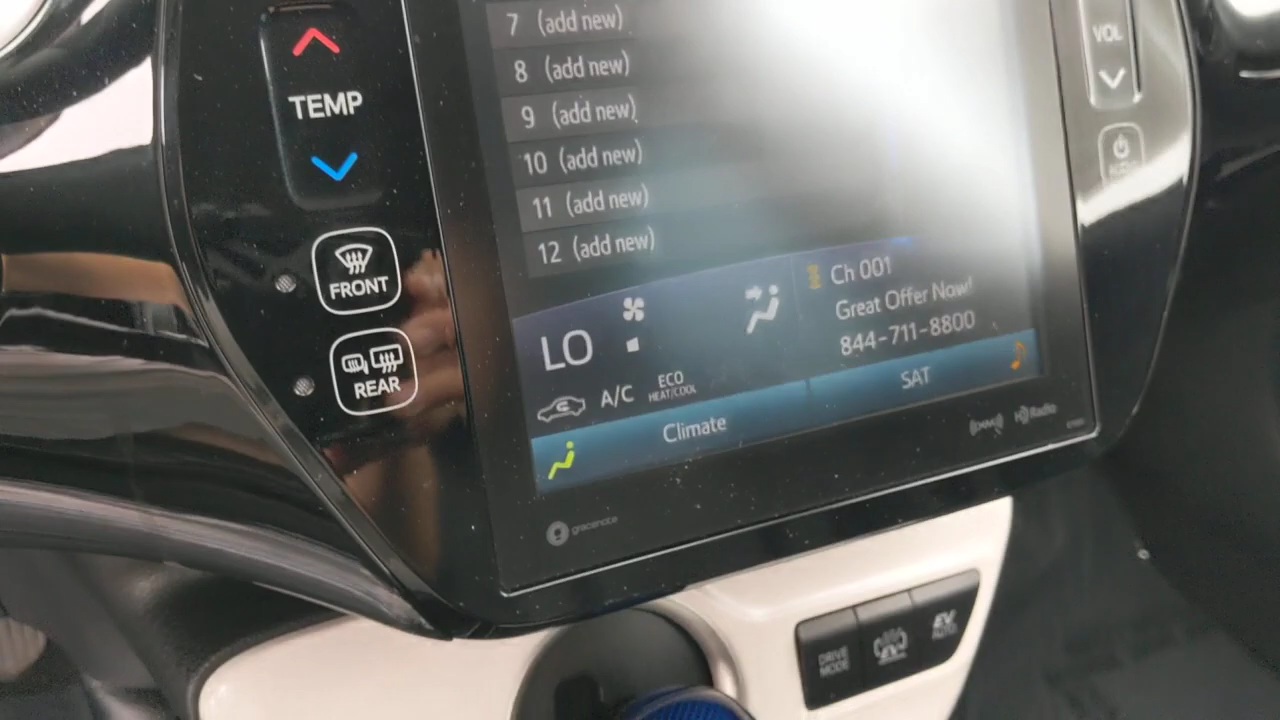 TEMP
FRONT
REAR
7 (add new)
8 (add new)
9 (add new)
10 (add new)
11 (add new)
12 (add new)
LO
A/C
ECO
HEAT/COOL
Ch 001
Great Offer Now!
844-711-8800
Climate
SAT
gracenote
HD Radio
VOL
DRIVE
MODE
EV
AUTO